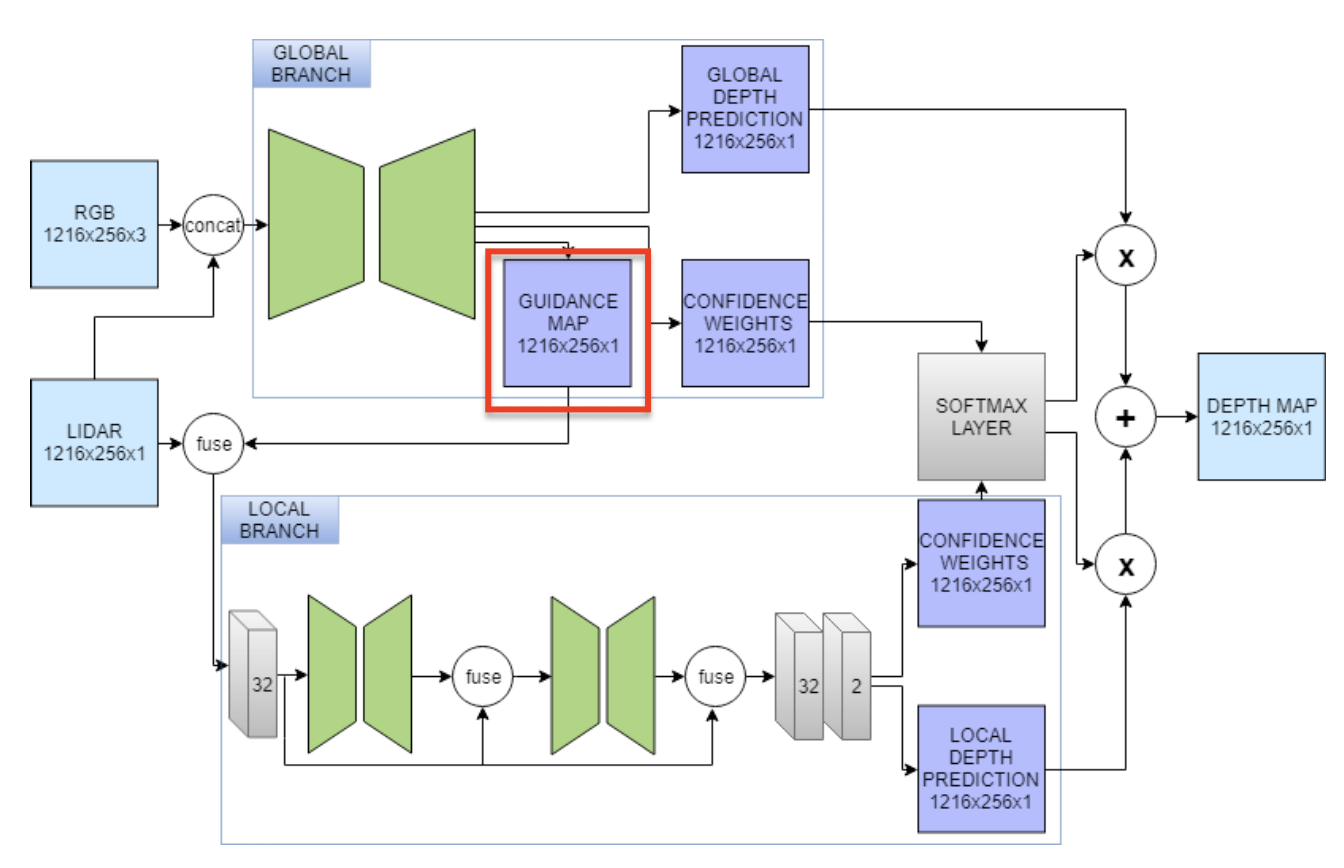 GLOBAL
BRANCH
GLOBAL
DEPTH
PREDICTION
1216x256x1
RGB
1216x256x3
concat
GUIDANCE
MAP
1216x256x1
CONFIDENCE
WEIGHTS
1216x256x1
x
LIDAR
1216x256x1
fuse
SOFTMAX
LAYER
+
DEPTH MAP
1216x256x1
LOCAL
BRANCH
CONFIDENCE
WEIGHTS
1216x256x1
x
32
fuse
fuse
32
2
LOCAL
DEPTH
PREDICTION
1216x256x1